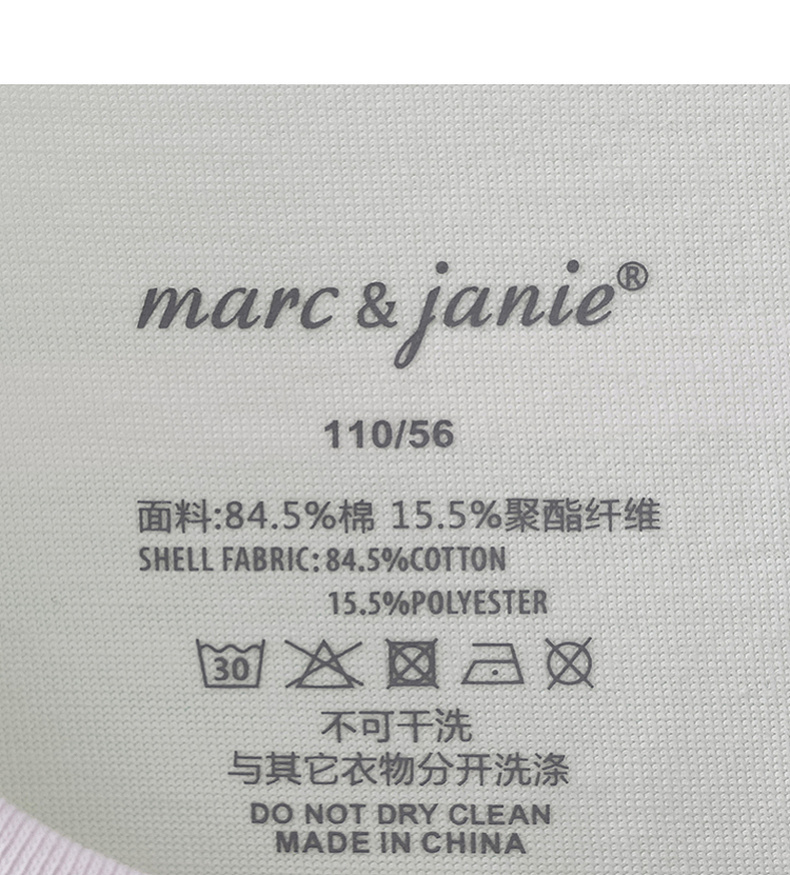 marc & janie®
110/56
面料:84.5%棉 15.5%聚酯纤维
SHELL FABRIC: 84.5%COTTON
15.5%POLYESTER
30
不可干洗
与其它衣物分开洗涤
DO NOT DRY CLEAN
MADE IN CHINA